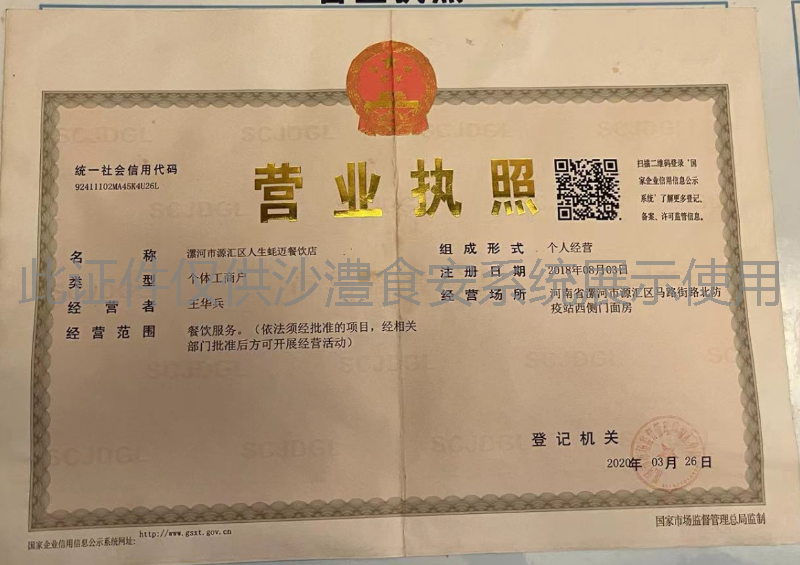 统一社会信用代码
92411102MA45K4U26L
营业执照
扫描二维码登录‘国
家企业信用信息公示
系统’了解更多登记、
备案、许可监管信息。
名称 漯河市源汇区人生蚝迈餐饮店
类型 个体工商户
经营者 王华兵
经营范围 餐饮服务。（依法须经批准的项目，经相关
部门批准后方可开展经营活动）
组成形式 个人经营
注册日期 2018年08月03日
经营场所 河南省漯河市源汇区马路街路北防
疫站西侧门面房
此证件仅供沙澧食安系统展示使用
登记机关
2020年 03月 26日
国家企业信用信息公示系统网址: http://www.gsxt.gov.cn
国家市场监督管理总局监制
SCJDGL